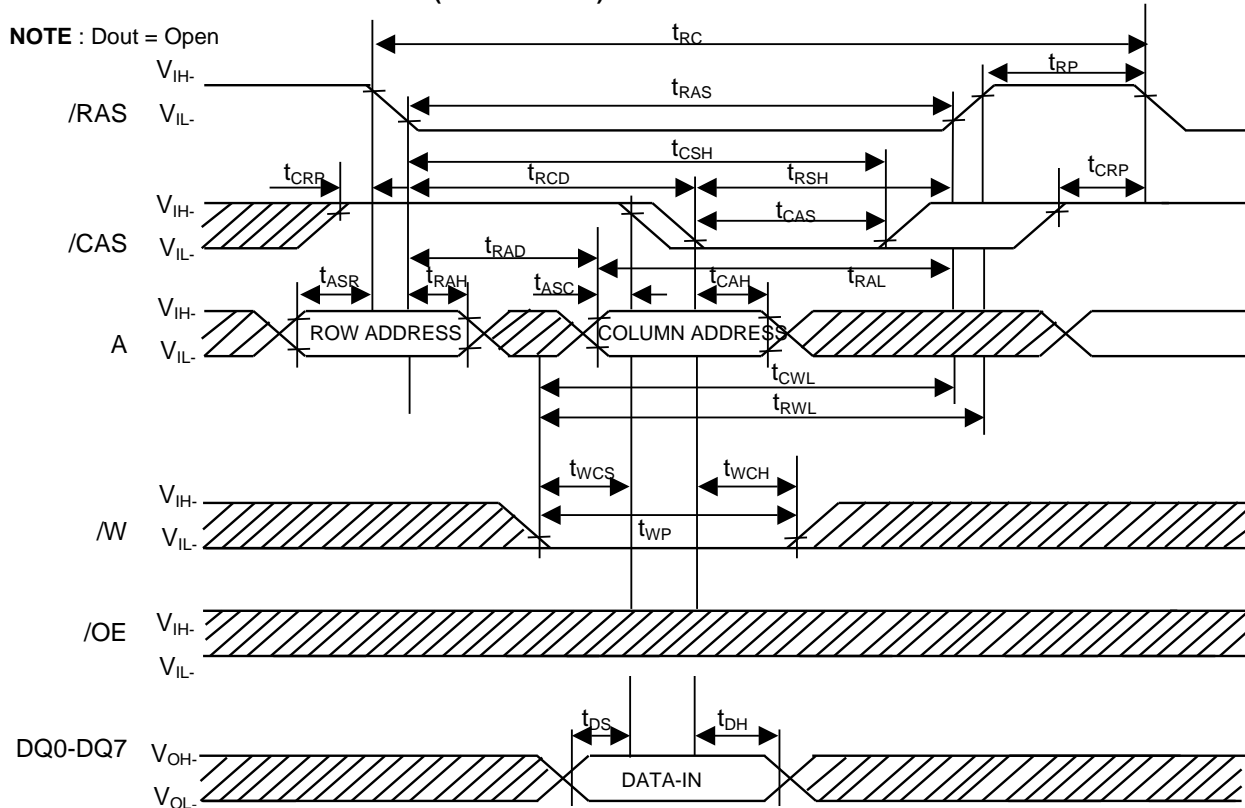 NOTE : Dout = Open
tRC
VIH-
tRP
/RAS
VIL-
tRAS
tCSH
tCRP
tRCD
tRSH
tCRP
VIH-
tCAS
/CAS
VIL-
tRAD
tRAL
tASR
tRAH
tASC
tCAH
VIH-
A
ROW ADDRESS
COLUMN ADDRESS
VIL-
tCWL
tRWL
tWCS
tWCH
VIH-
/W
VIL-
tWP
/OE
VIH-
VIL-
tDS
tDH
DQ0-DQ7
VOH-
DATA-IN
VOL-